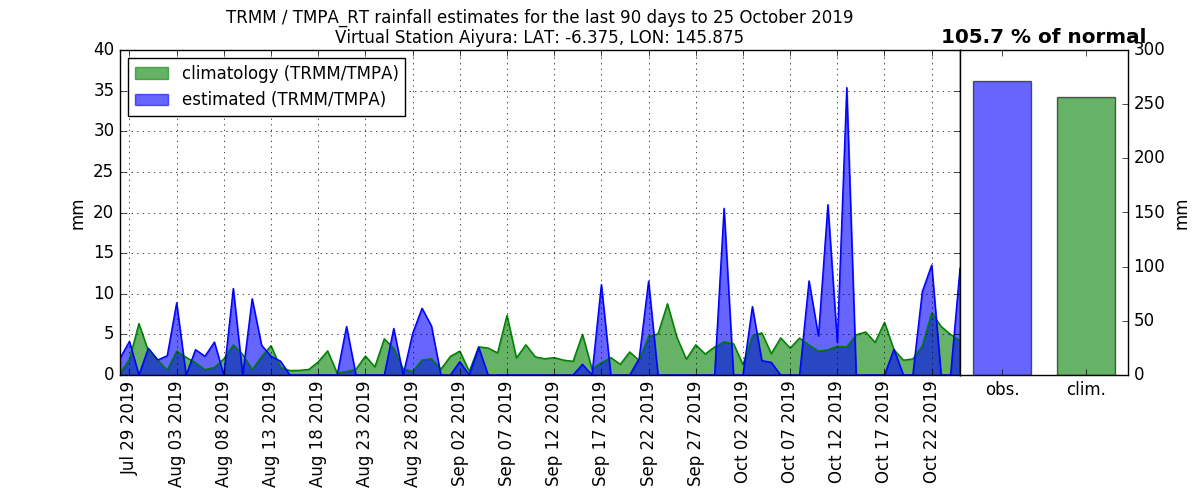 TRMM / TMPA_RT rainfall estimates for the last 90 days to 25 October 2019
Virtual Station Aiyura: LAT: -6.375, LON: 145.875
105.7 % of normal
climatology (TRMM/TMPA)
estimated (TRMM/TMPA)
40
35
30
25
20
15
10
5
0
mm
Jul 29 2019
Aug 03 2019
Aug 08 2019
Aug 13 2019
Aug 18 2019
Aug 23 2019
Aug 28 2019
Sep 02 2019
Sep 07 2019
Sep 12 2019
Sep 17 2019
Sep 22 2019
Sep 27 2019
Oct 02 2019
Oct 07 2019
Oct 12 2019
Oct 17 2019
Oct 22 2019
obs.
clim.
300
250
200
150
100
50
0
mm